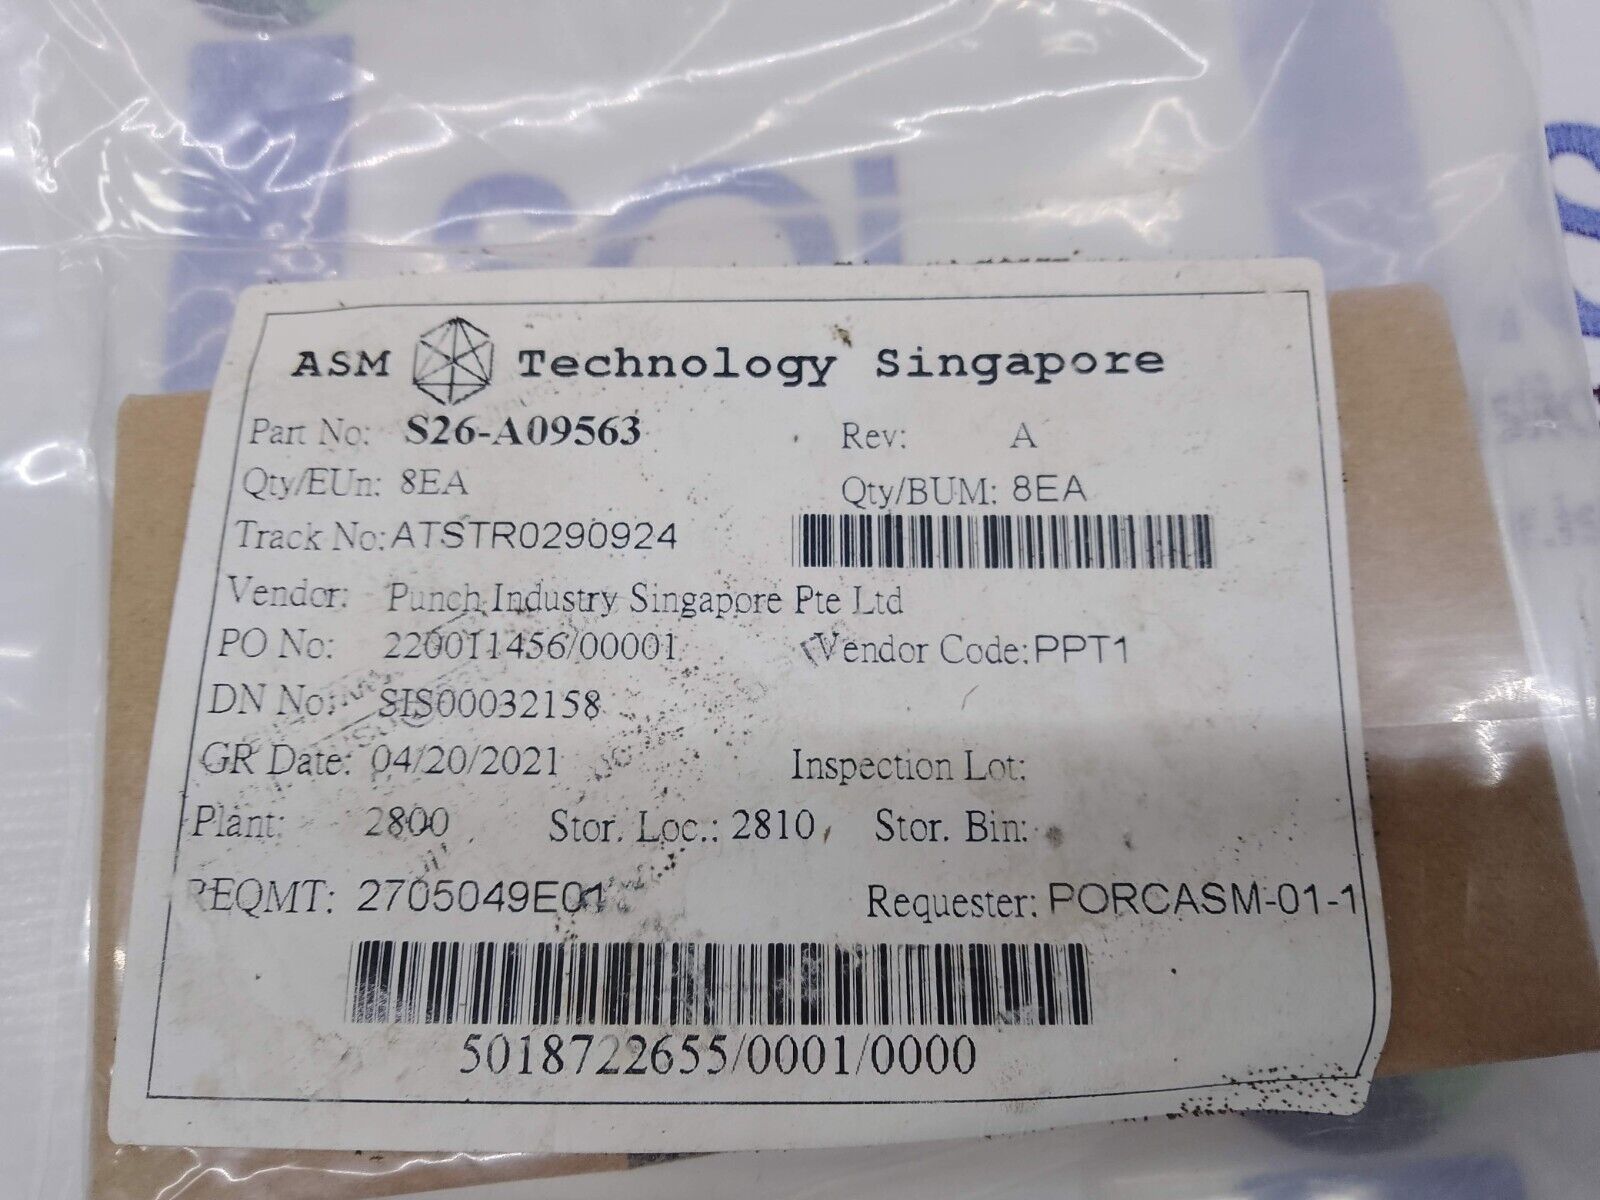 ASM Technology Singapore
Part No: S26-A09563 Rev: A
Qty/EUn: 8EA Qty/BUM: 8EA
Track No: ATSTR0290924
Vendor: Punch Industry Singapore Pte Ltd
PO No: 220011456/00001 Vendor Code: PPT1
DN No: SIS00032158
GR Date: 04/20/2021 Inspection Lot:
Plant: 2800 Stor. Loc.: 2810 Stor. Bin:
REQMT: 2705049E01 Requester: PORCASM-01-1
5018722655/0001/0000